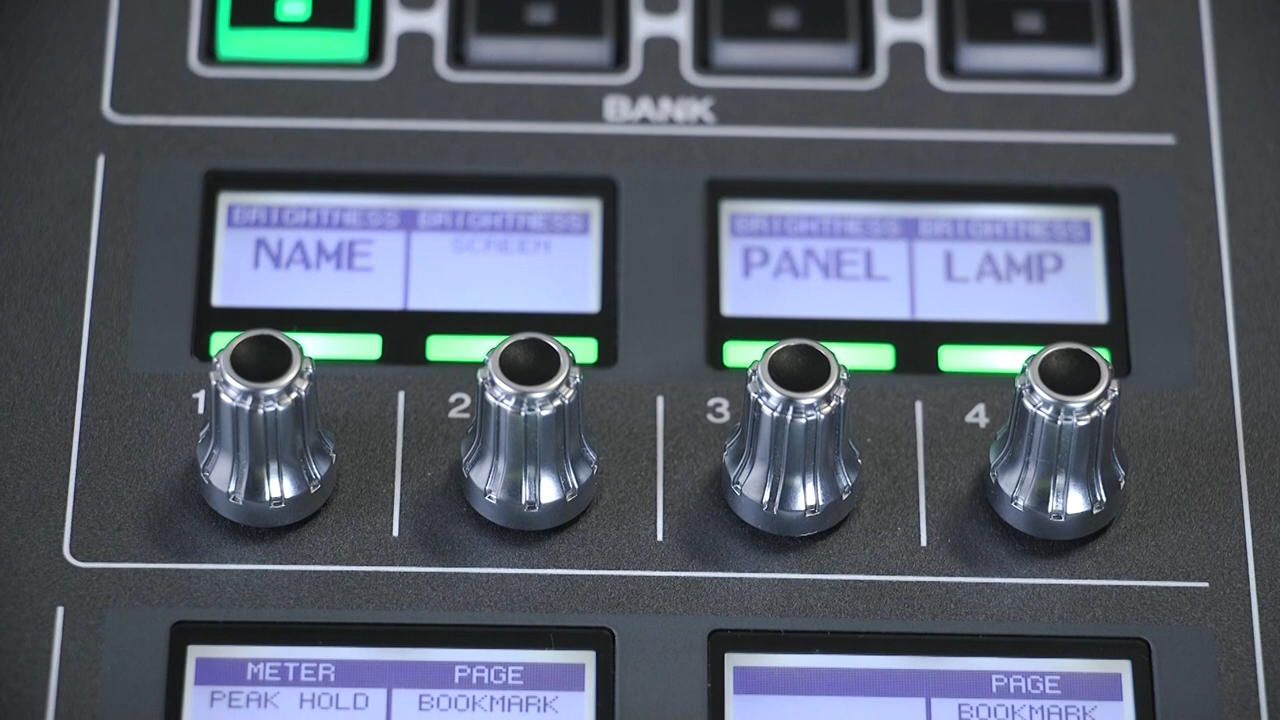 BANK
BRIGHTNESS BRIGHTNESS BRIGHTNESS BRIGHTNESS
NAME SCREEN PANEL LAMP
1 2 3 4
METER PAGE PAGE
PEAK HOLD BOOKMARK BOOKMARK